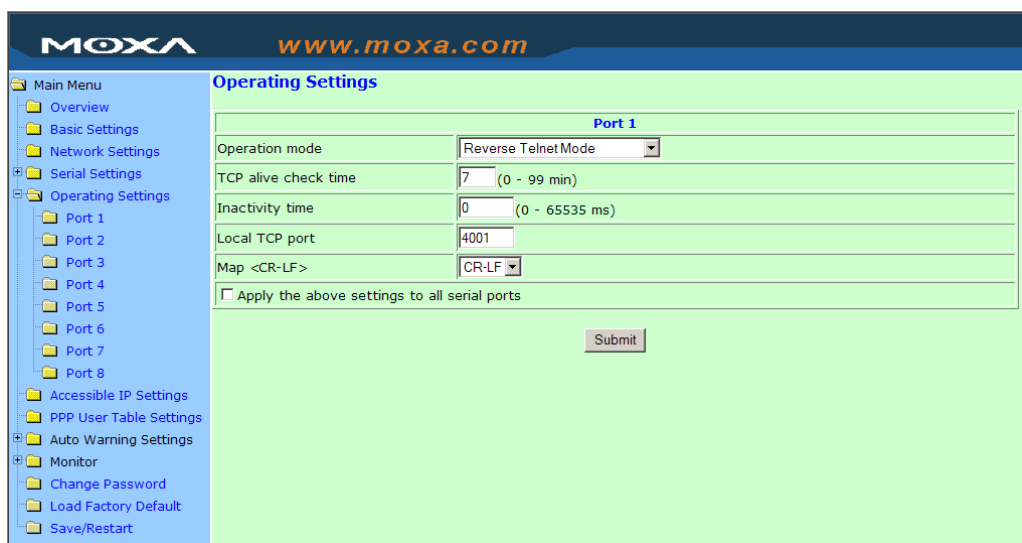 MOXA
www.moxa.com
Main Menu
Overview
Basic Settings
Network Settings
Serial Settings
Operating Settings
Port 1
Port 2
Port 3
Port 4
Port 5
Port 6
Port 7
Port 8
Accessible IP Settings
PPP User Table Settings
Auto Warning Settings
Monitor
Change Password
Load Factory Default
Save/Restart
Operating Settings
Port 1
Operation mode Reverse Telnet Mode
TCP alive check time 7 (0 - 99 min)
Inactivity time 0 (0 - 65535 ms)
Local TCP port 4001
Map <CR-LF> CR-LF
Apply the above settings to all serial ports
Submit